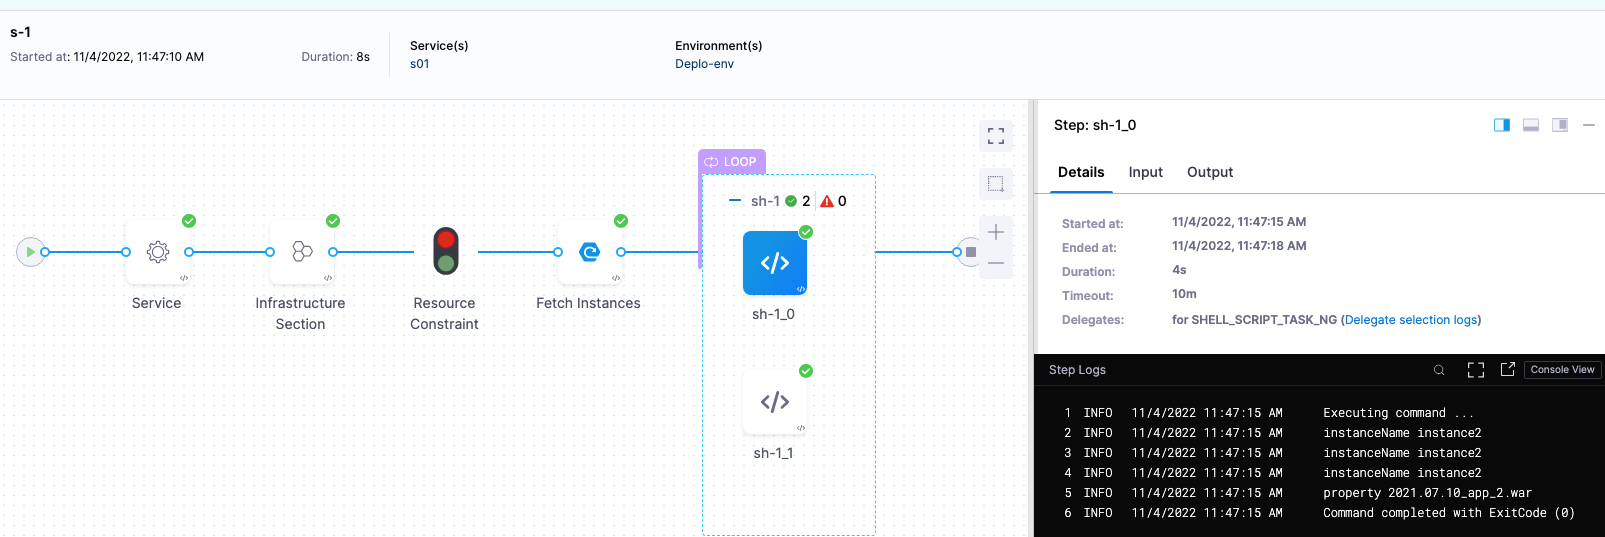 s-1
Started at: 11/4/2022, 11:47:10 AM
Duration: 8s
Service(s)
s01
Environment(s)
Deplo-env
LOOP
sh-1 2 0
Service
Infrastructure
Section
Resource
Constraint
Fetch Instances
sh-1_0
sh-1_1
Step: sh-1_0
Details Input Output
Started at: 11/4/2022, 11:47:15 AM
Ended at: 11/4/2022, 11:47:18 AM
Duration: 4s
Timeout: 10m
Delegates: for SHELL_SCRIPT_TASK_NG (Delegate selection logs)
Step Logs
Console View
1 INFO 11/4/2022 11:47:15 AM Executing command ...
2 INFO 11/4/2022 11:47:15 AM instanceName instance2
3 INFO 11/4/2022 11:47:15 AM instanceName instance2
4 INFO 11/4/2022 11:47:15 AM instanceName instance2
5 INFO 11/4/2022 11:47:15 AM property 2021.07.10_app_2.war
6 INFO 11/4/2022 11:47:15 AM Command completed with ExitCode (0)